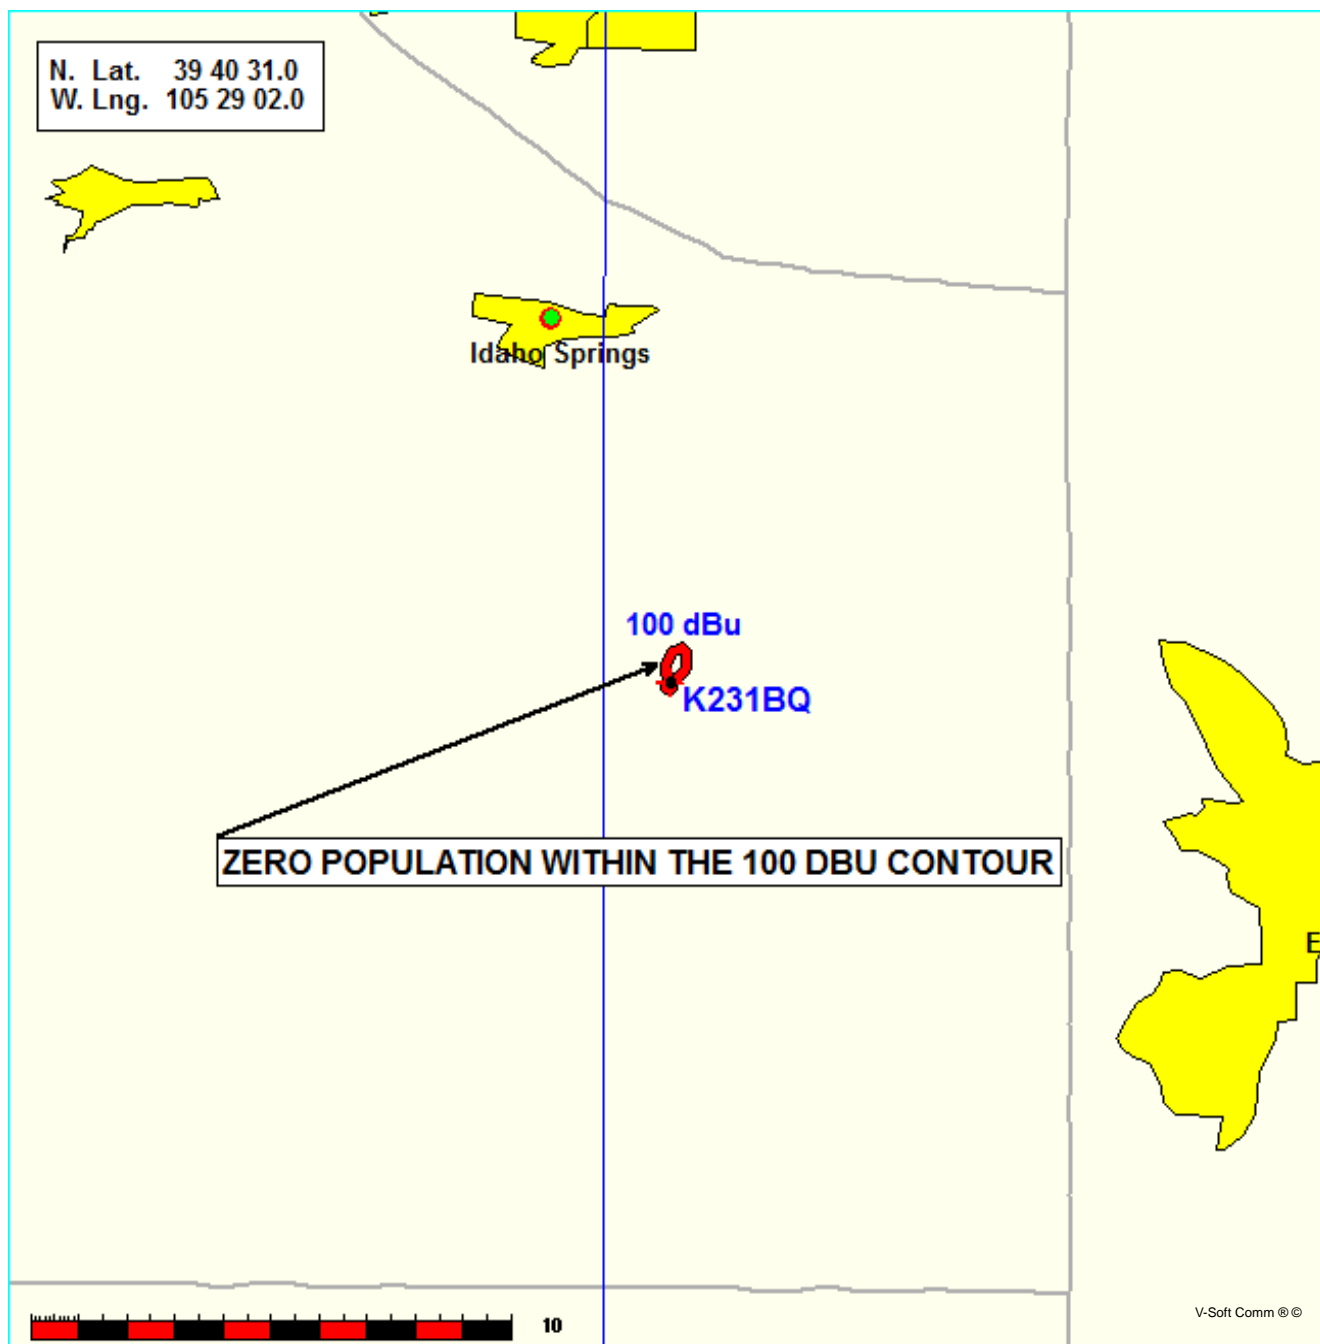 N. Lat. 39 40 31.0
W. Lng. 105 29 02.0
Idaho Springs
100 dBu
K231BQ
ZERO POPULATION WITHIN THE 100 DBU CONTOUR
E
10
V-Soft Comm ® ©